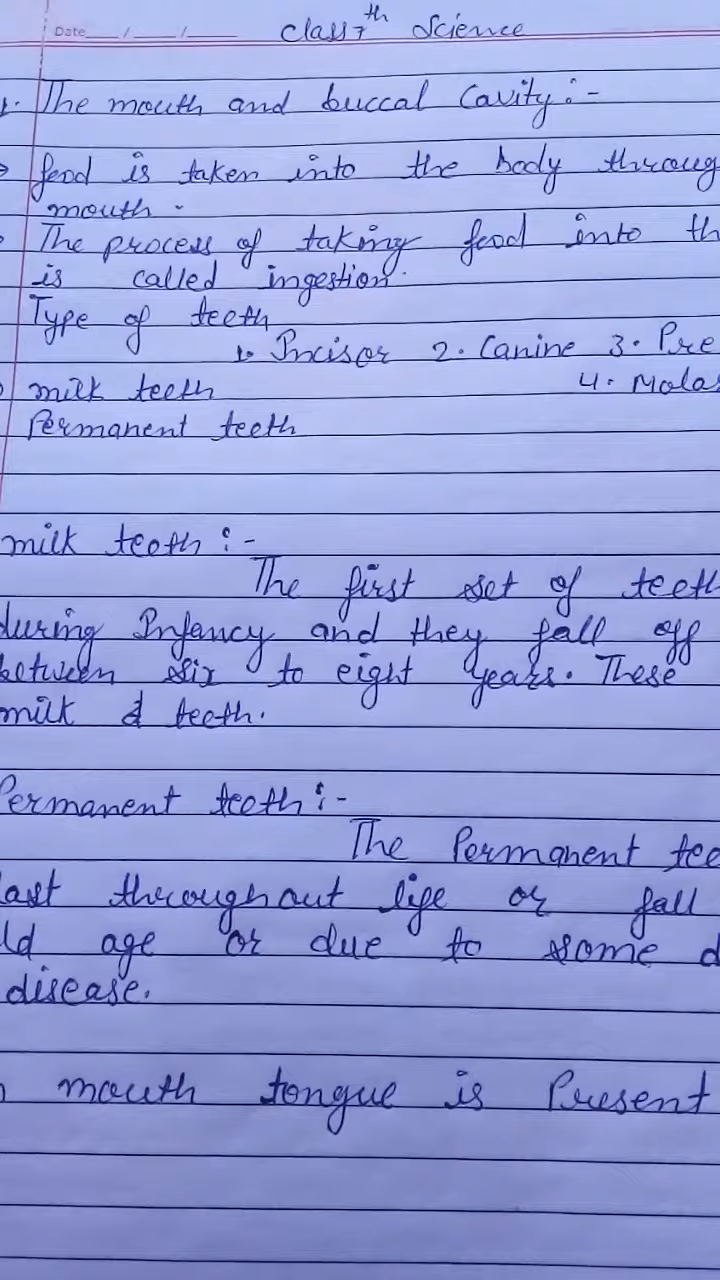 Date
Class 7th Science
1. The mouth and buccal Cavity :-
food is taken into the body throug
mouth.
The process of taking food into th
is called ingestion.
Type of teeth
1. Incisor 2. Canine 3. Pre
milk teeth 4. Mola
Permanent teeth
milk teeth :-
The first set of teeth
during Infancy and they fall off
between six to eight years. These
milk teeth.
Permanent teeth :-
The Permanent tee
last throughout life or fall
ld age or due to some d
disease.
mouth tongue is Present